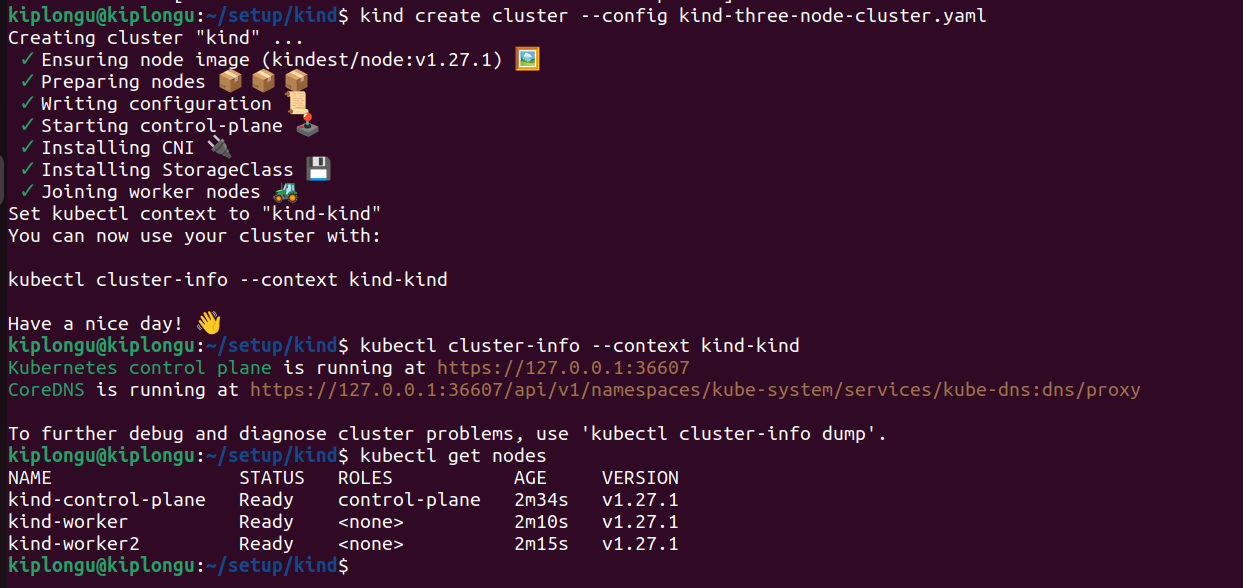 kiplongu@kiplongu:~/setup/kind$ kind create cluster --config kind-three-node-cluster.yaml
Creating cluster "kind" ...
✓ Ensuring node image (kindest/node:v1.27.1) 🖼
✓ Preparing nodes 📦 📦 📦
✓ Writing configuration 📜
✓ Starting control-plane 🕹
✓ Installing CNI 🔌
✓ Installing StorageClass 💾
✓ Joining worker nodes 🚜
Set kubectl context to "kind-kind"
You can now use your cluster with:

kubectl cluster-info --context kind-kind

Have a nice day! 👋
kiplongu@kiplongu:~/setup/kind$ kubectl cluster-info --context kind-kind
Kubernetes control plane is running at https://127.0.0.1:36607
CoreDNS is running at https://127.0.0.1:36607/api/v1/namespaces/kube-system/services/kube-dns:dns/proxy

To further debug and diagnose cluster problems, use 'kubectl cluster-info dump'.
kiplongu@kiplongu:~/setup/kind$ kubectl get nodes
NAME                 STATUS   ROLES           AGE     VERSION
kind-control-plane   Ready    control-plane   2m34s   v1.27.1
kind-worker          Ready    <none>          2m10s   v1.27.1
kind-worker2         Ready    <none>          2m15s   v1.27.1
kiplongu@kiplongu:~/setup/kind$